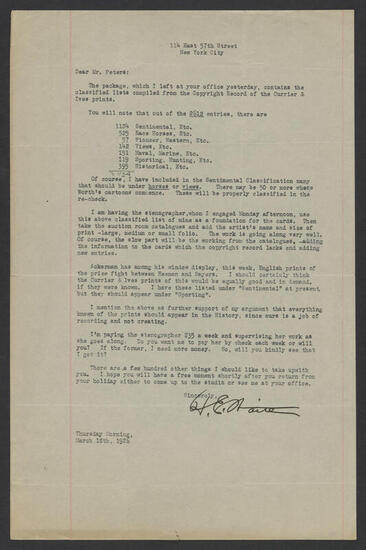 114 East 57th Street
New York City
Dear Mr. Peters:
The package, which I left at your office yesterday, contains the
classified lists compiled from the Copyright Record of the Currier &
Ives prints.
You will note that out of the entries, there are
Sentimental, Etc.
525 Race Horses, Etc.
57 Pioneer, Western, Etc.
142 Views, Etc.
151 Naval, Marine, Etc.
119 Sporting, Hunting, Etc.
395 Historical, Etc.
Of course, I have included in the Sentimental Classification many
that should be under horses or views. There may be 50 or more where
Worth's cartoons commence. These will be properly classified in the
re-check.
I am having the stenographer, whom I engaged Monday afternoon, use
this above classified list of mine as a foundation for the cards. Then
take the auction room catalogues and add the artist's name and size of
print -large, medium or small folio. The work is going along very well.
Of course, the slow part will be the working from the catalogues, -adding
the information to the cards which the copyright record lacks and adding
new entries.
Ackerman has among his window display, this week, English prints of
the prize fight between Heenan and Sayers. I should certainly think
the Currier & Ives prints of this would be equally good and in demand,
if they were known. I have these listed under "Sentimental" at present
but they should appear under "Sporting".
I mention the above as further support of my argument that everything
known of the prints should appear in the History, since ours is a job of
recording and not creating.
I'm paying the stenographer $35 a week and supervising her work as
she goes along. Do you want me to pay her by check each week or will
you? If the former, I need more money. So, will you kindly see that
I get it?
There are a few hundred other things I should like to take up with
you. I hope you will have a free moment shortly after you return from
your holiday either to come up to the studio or see me at your office.
Sincerely,
Thursday Morning,
March 18th, 1926